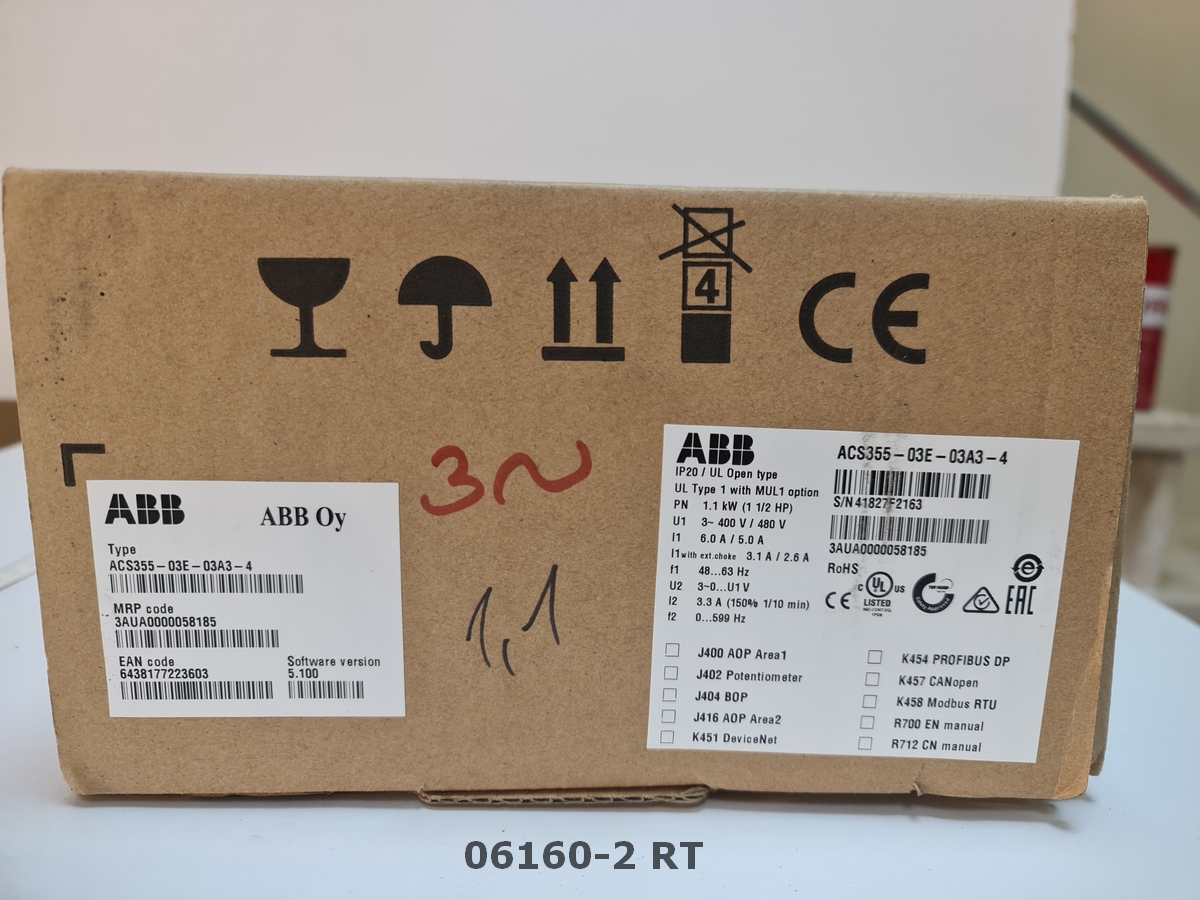 4
CE
3~
1,1
ABB
ABB Oy
Type
ACS355-03E-03A3-4
MRP code
3AUA0000058185
EAN code
6438177223603
Software version
5.100
ABB
IP20 / UL Open type
UL Type 1 with MUL1 option
PN 1.1 kW (1 1/2 HP)
U1 3~ 400 V / 480 V
I1 6.0 A / 5.0 A
I1 with ext.choke 3.1 A / 2.6 A
f1 48...63 Hz
U2 3~0...U1 V
I2 3.3 A (150% 1/10 min)
f2 0...599 Hz
ACS355-03E-03A3-4
S/N 41827F2163
3AUA0000058185
RoHS
CE
C UL US
LISTED
EAC
J400 AOP Area1
J402 Potentiometer
J404 BOP
J416 AOP Area2
K451 DeviceNet
K454 PROFIBUS DP
K457 CANopen
K458 Modbus RTU
R700 EN manual
R712 CN manual
06160-2 RT